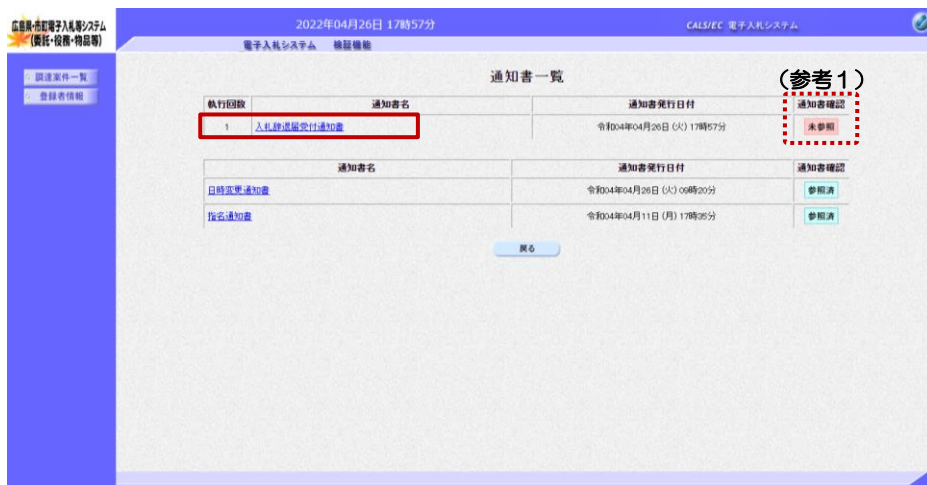 広島県・市町電子入札等システム
(委託・役務・物品等)
2022年04月26日 17時57分
CALS/EC 電子入札システム
電子入札システム 検証機能
調達案件一覧
登録者情報
通知書一覧
(参考1)
執行回数 通知書名 通知書発行日付 通知書確認
1 入札辞退届受付通知書 令和04年04月26日 (火) 17時57分 未参照
通知書名 通知書発行日付 通知書確認
日時変更通知書 令和04年04月26日 (火) 09時20分 参照済
指名通知書 令和04年04月11日 (月) 17時35分 参照済
戻る